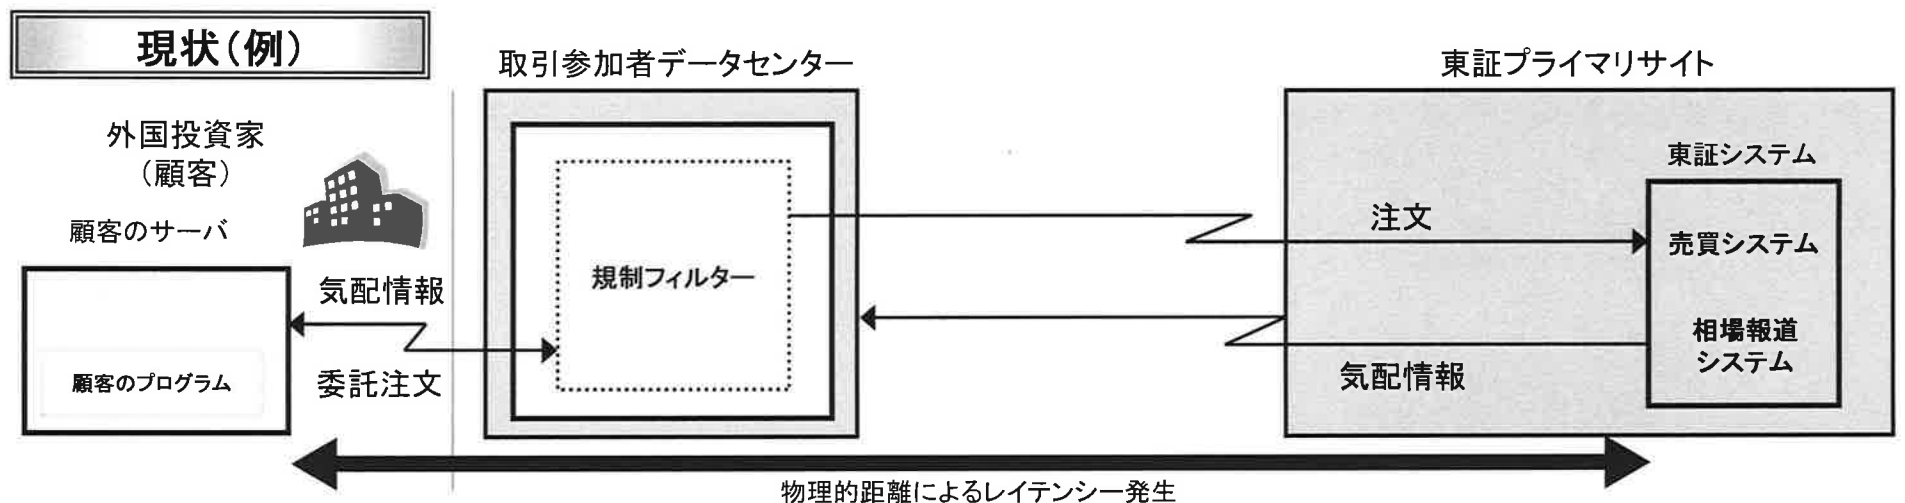 現状(例)
取引参加者データセンター
東証プライマリサイト
外国投資家
(顧客)
顧客のサーバ
東証システム
注文
売買システム
規制フィルター
気配情報
相場報道
システム
顧客のプログラム
委託注文
気配情報
物理的距離によるレイテンシー発生